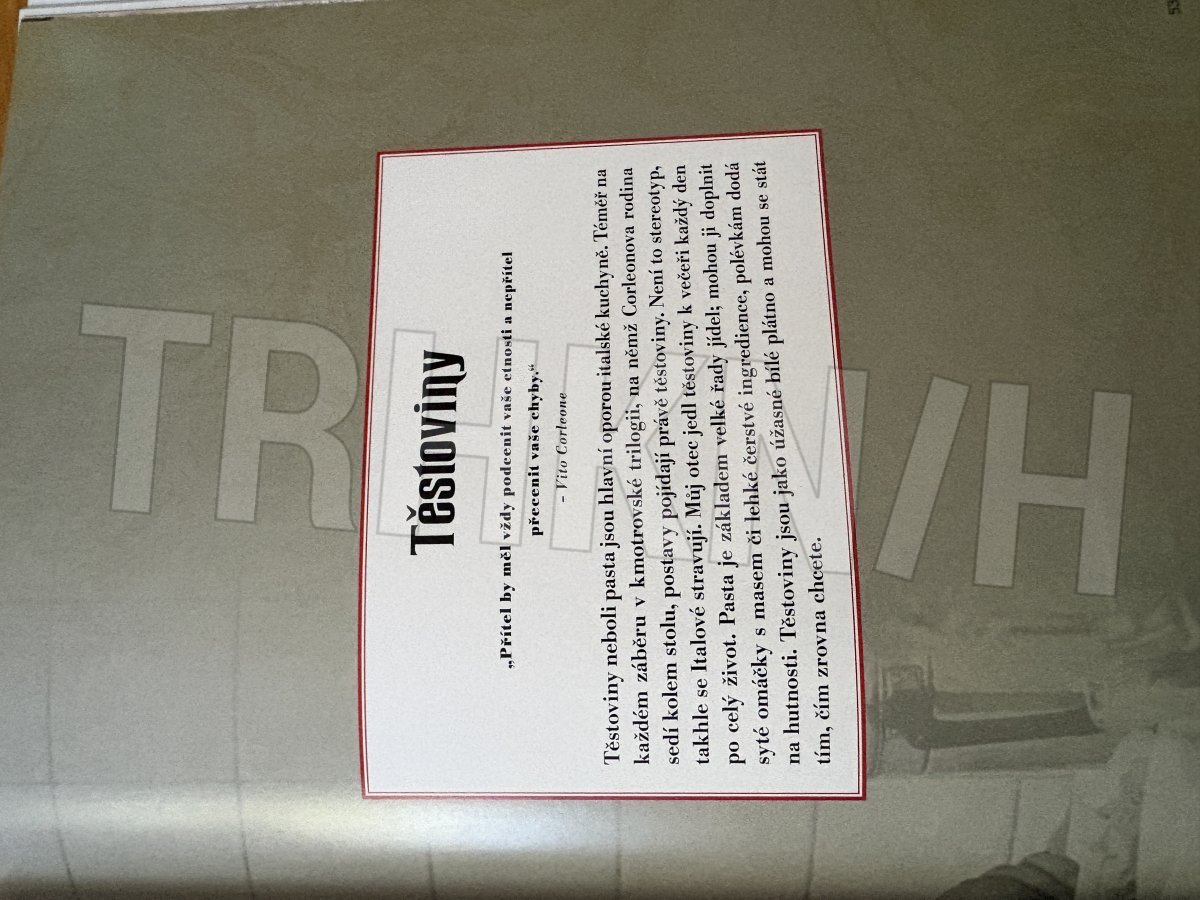 Těstoviny
„Přítel by měl vždy podcenit vaše ctnosti a nepřítel
přecenit vaše chyby.“
– Vito Corleone
Těstoviny neboli pasta jsou hlavní oporou italské kuchyně. Téměř na
každém záběru v kmotrovské trilogii, na němž Corleonova rodina
sedí kolem stolu, postavy pojídají právě těstoviny. Není to stereotyp,
takhle se Italové stravují. Můj otec jedl těstoviny k večeři každý den
po celý život. Pasta je základem velké řady jídel; mohou ji doplnit
syté omáčky s masem či lehké čerstvé ingredience, polévkám dodá
na hutnosti. Těstoviny jsou jako úžasné bílé plátno a mohou se stát
tím, čím zrovna chcete.
TRHKN/H
53